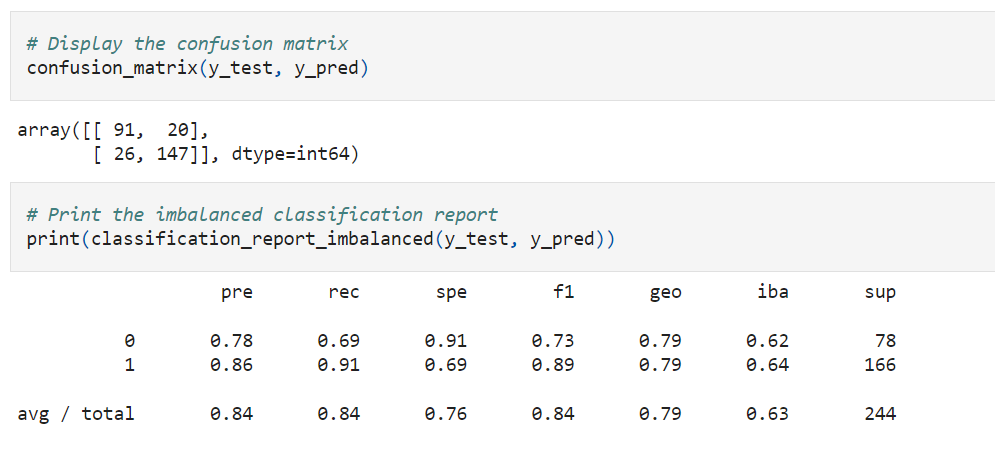 # Display the confusion matrix
confusion_matrix(y_test, y_pred)
array([[ 91,  20],
       [ 26, 147]], dtype=int64)
# Print the imbalanced classification report
print(classification_report_imbalanced(y_test, y_pred))
pre rec spe f1 geo iba sup
0 0.78 0.69 0.91 0.73 0.79 0.62 78
1 0.86 0.91 0.69 0.89 0.79 0.64 166
avg / total 0.84 0.84 0.76 0.84 0.79 0.63 244